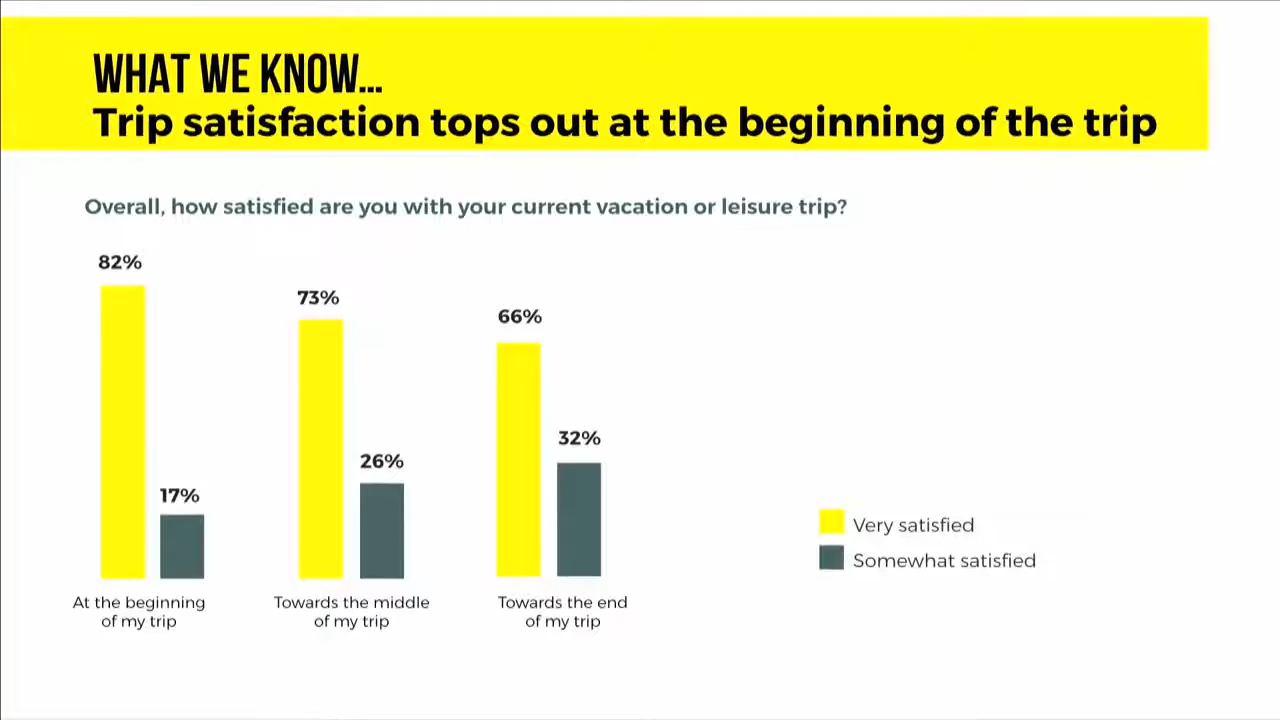 WHAT WE KNOW...
Trip satisfaction tops out at the beginning of the trip
Overall, how satisfied are you with your current vacation or leisure trip?
82%
17%
73%
26%
66%
32%
At the beginning
of my trip
Towards the middle
of my trip
Towards the end
of my trip
Very satisfied
Somewhat satisfied